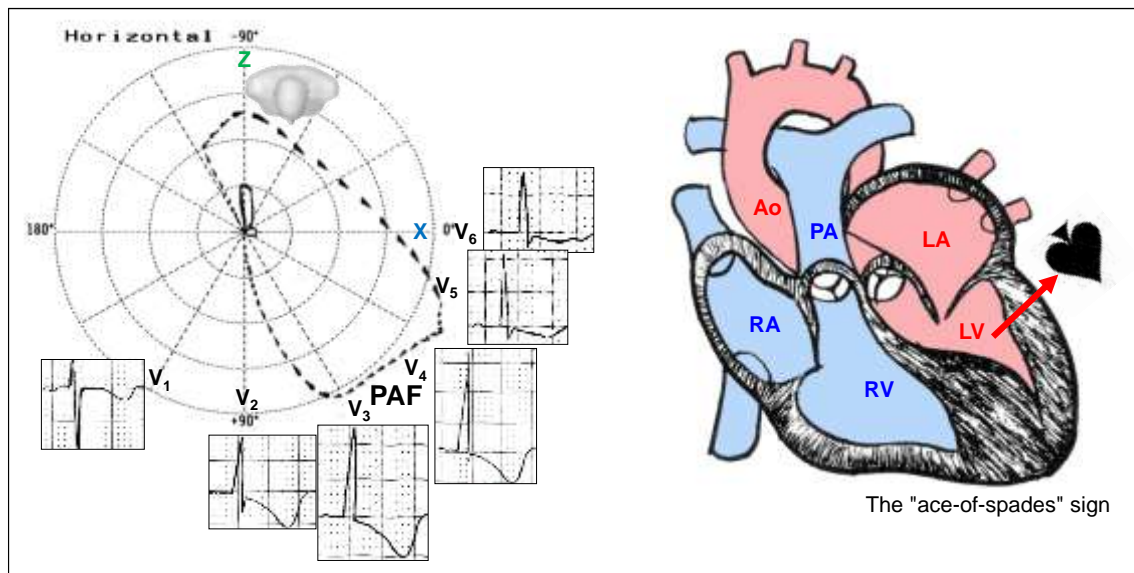 Horizontal -90°
Z
180°
X
0°
V6
V5
V4
PAF
V3
V2
V1
+90°
Ao
PA
LA
RA
LV
RV
The "ace-of-spades" sign